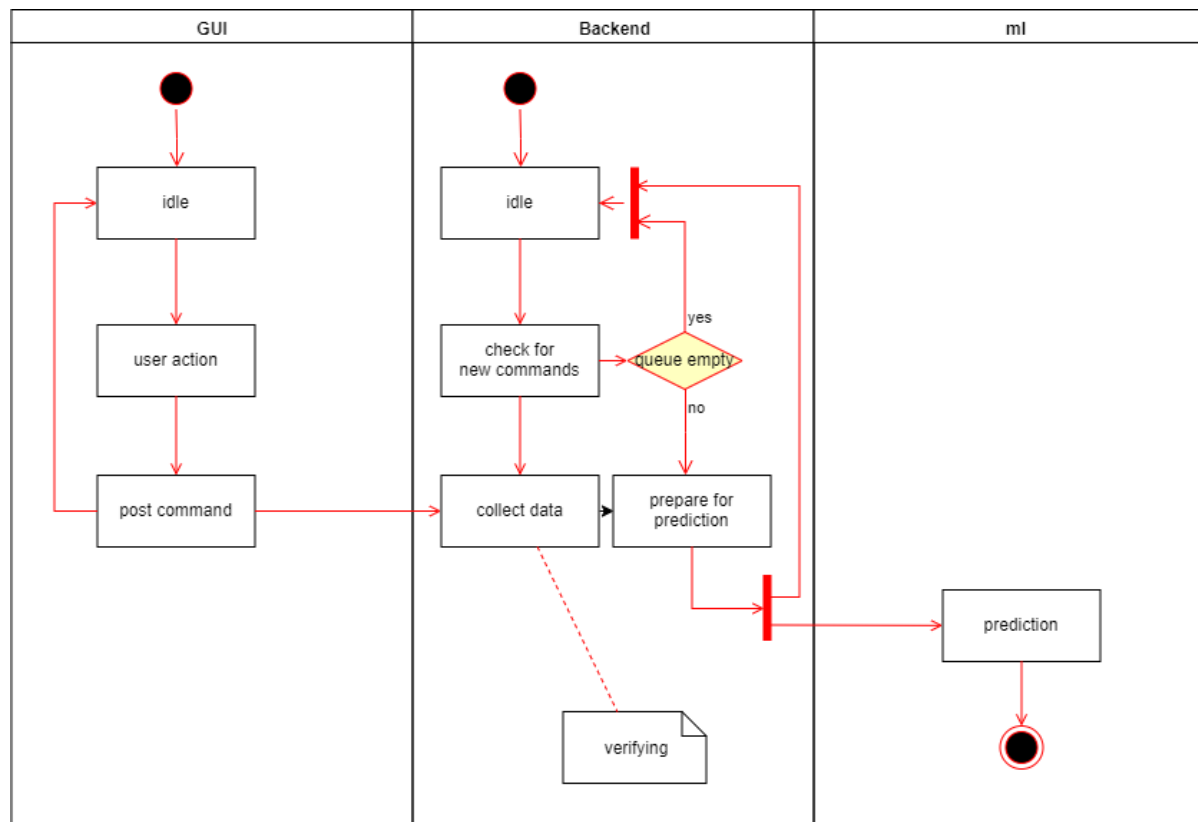 GUI
Backend
ml
idle
idle
user action
check for
new commands
queue empty
yes
no
post command
collect data
prepare for
prediction
prediction
verifying